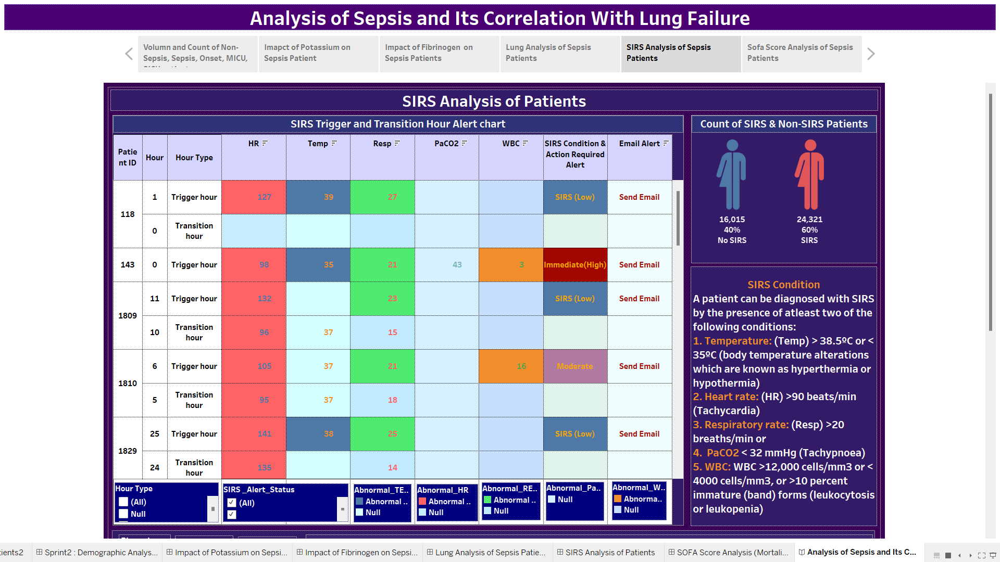 Analysis of Sepsis and Its Correlation With Lung Failure
Volumn and Count of Non-
Sepsis, Sepsis, Onset, MICU,
Imapct of Potassium on
Sepsis Patient
Impact of Fibrinogen on
Sepsis Patients
Lung Analysis of Sepsis
Patients
SIRS Analysis of Sepsis
Patients
Sofa Score Analysis of Sepsis
Patients
SIRS Analysis of Patients
SIRS Trigger and Transition Hour Alert chart
Patie
nt ID
Hour
Hour Type
HR
Temp
Resp
PaCO2
WBC
SIRS Condition &
Action Required
Alert
Email Alert
118
1 Trigger hour 127 39 27 SIRS (Low) Send Email
0 Transition
hour
143 0 Trigger hour 98 35 21 43 3 Immediate(High) Send Email
1809
11 Trigger hour 132 23 SIRS (Low) Send Email
10 Transition
hour 96 37 15
1810
6 Trigger hour 105 37 21 16 Moderate Send Email
5 Transition
hour 95 37 18
1829
25 Trigger hour 141 38 25 SIRS (Low) Send Email
24 Transition
hour 135 14
Hour Type
(All)
Null
SIRS _Alert_Status
(All)
Abnormal_TE..
Abnormal ..
Null
Abnormal_HR
Abnormal ..
Null
Abnormal_RE..
Abnormal ..
Null
Abnormal_Pa..
Null
Abnormal_W..
Abnorma..
Null
Count of SIRS & Non-SIRS Patients
16,015
40%
No SIRS
24,321
60%
SIRS
SIRS Condition
A patient can be diagnosed with SIRS
by the presence of atleast two of the
following conditions:
1. Temperature: (Temp) > 38.5ºC or <
35ºC (body temperature alterations
which are known as hyperthermia or
hypothermia)
2. Heart rate: (HR) >90 beats/min
(Tachycardia)
3. Respiratory rate: (Resp) >20
breaths/min or
4. PaCO2 < 32 mmHg (Tachypnoea)
5. WBC: WBC >12,000 cells/mm3 or <
4000 cells/mm3, or >10 percent
immature (band) forms (leukocytosis
or leukopenia)
ients2
Sprint2 : Demographic Analys...
Impact of Potassium on Sepsi...
Impact of Fibrinogen on Sepsi...
Lung Analysis of Sepsis Patie...
SIRS Analysis of Patients
SOFA Score Analysis (Mortali...
Analysis of Sepsis and Its C...